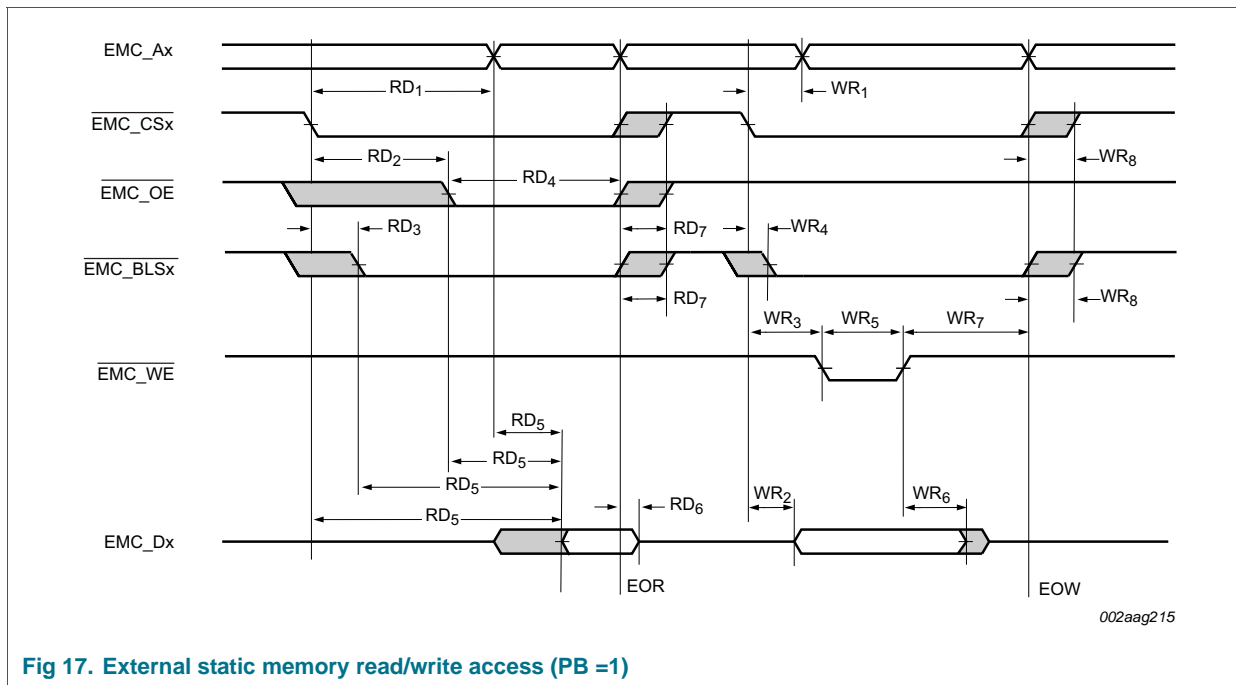 EMC_Ax
RD1
WR1
EMC_CSx
RD2
WR8
RD4
EMC_OE
RD3
RD7
WR4
EMC_BLSx
RD7
WR8
WR3
WR5
WR7
EMC_WE
RD5
RD5
RD5
WR2
WR6
RD5
RD6
EMC_Dx
EOR
EOW
002aag215
Fig 17. External static memory read/write access (PB =1)